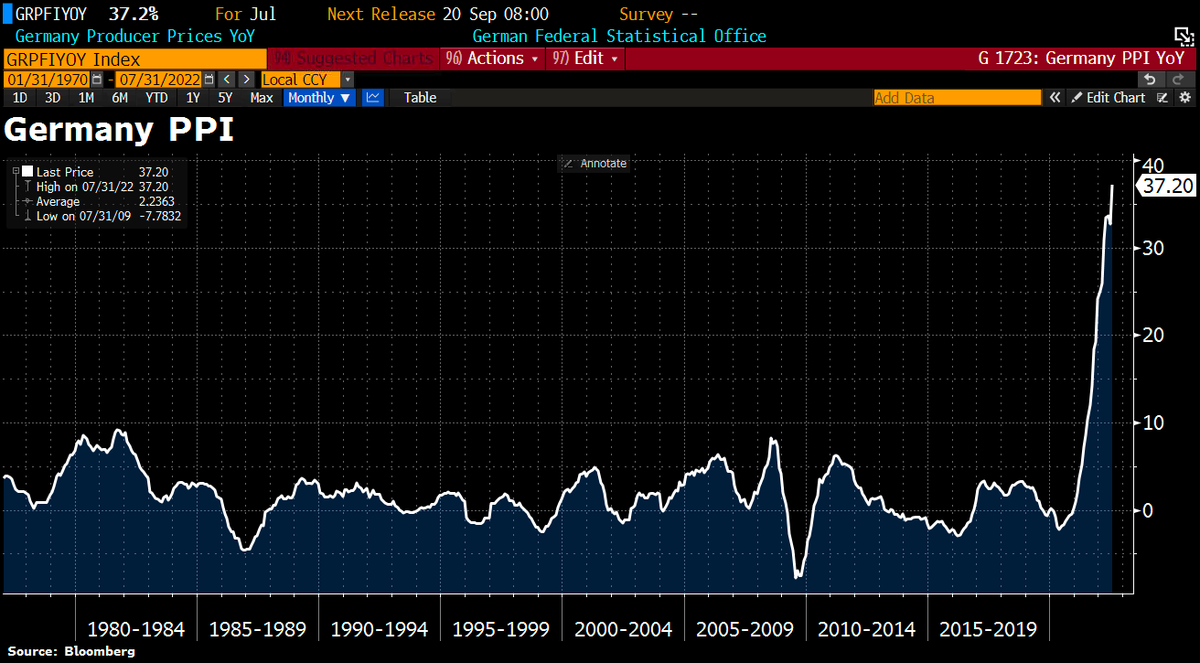 GRPFIYOY 37.2% For Jul Next Release 20 Sep 08:00 Survey --
Germany Producer Prices YoY German Federal Statistical Office
GRPFIYOY Index 94) Suggested Charts 96) Actions 97) Edit G 1723: Germany PPI YoY
01/31/1970 - 07/31/2022 Local CCY
1D 3D 1M 6M YTD 1Y 5Y Max Monthly ▼ Table Add Data « Edit Chart
Germany PPI
Annotate
Last Price 37.20
High on 07/31/22 37.20
Average 2.2363
Low on 07/31/09 -7.7832
40
37.20
30
20
10
0
1980-1984 1985-1989 1990-1994 1995-1999 2000-2004 2005-2009 2010-2014 2015-2019
Source: Bloomberg